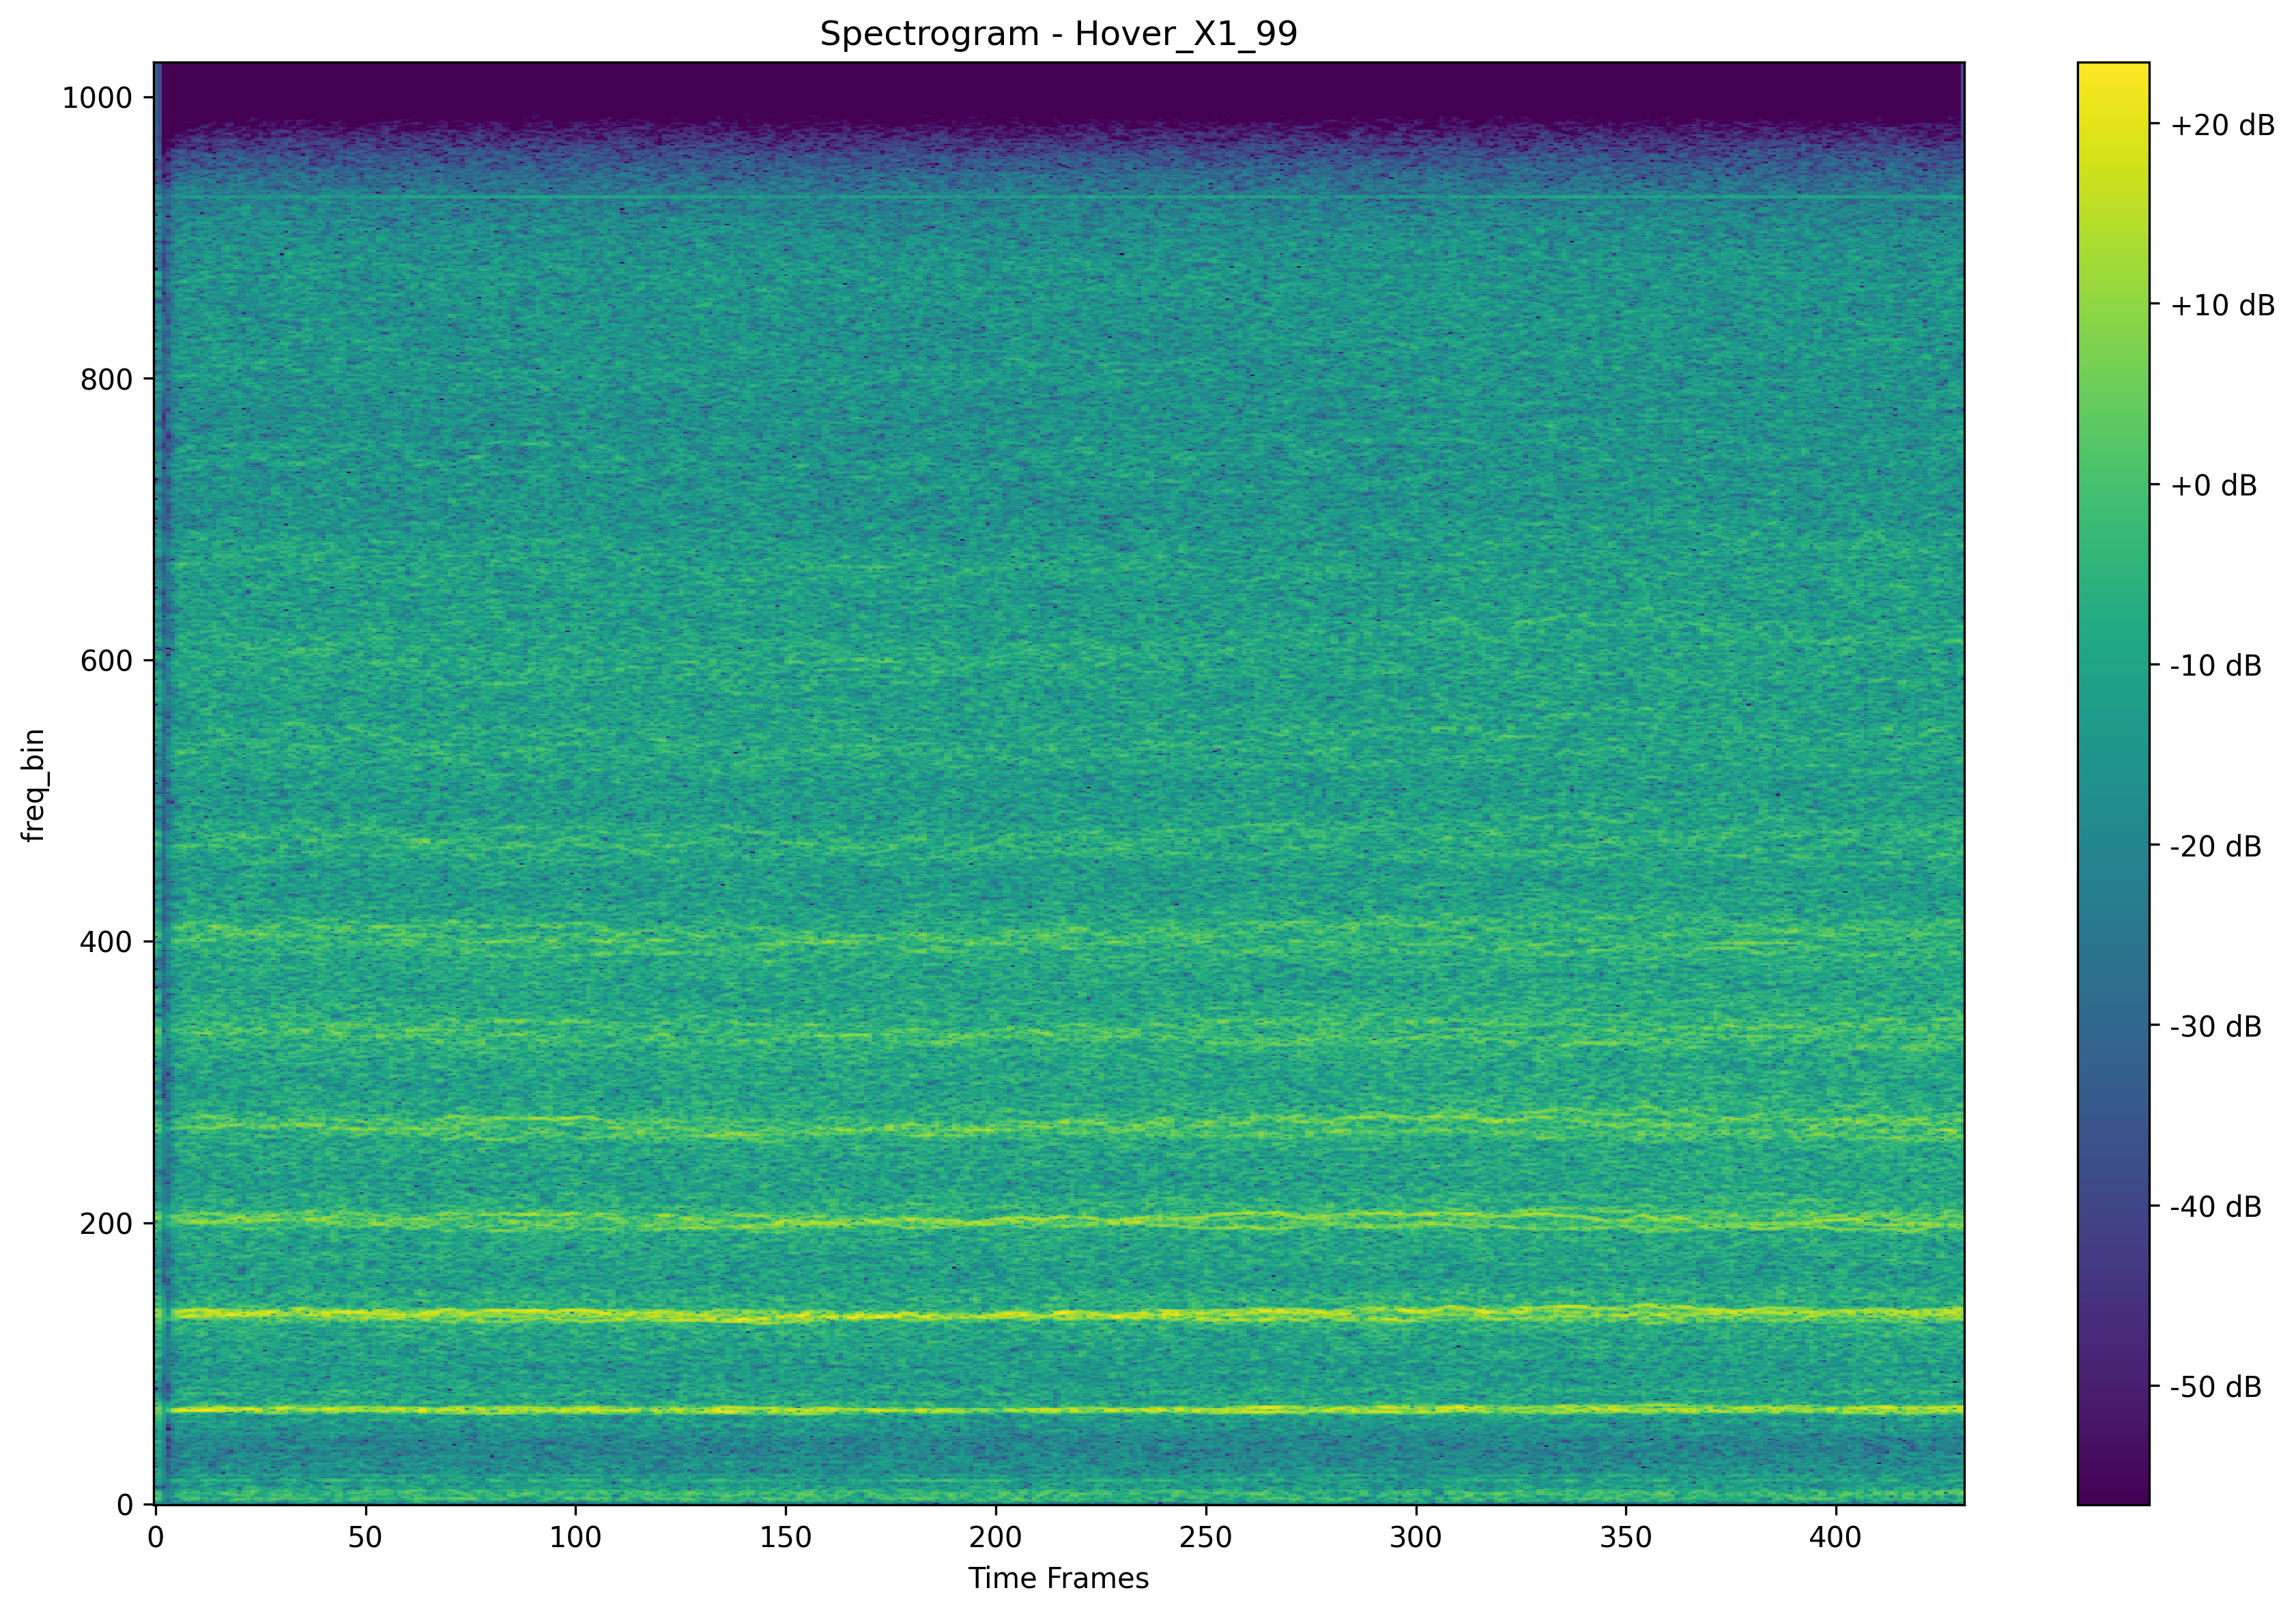 Spectrogram - Hover_X1_99
1000
800
600
400
200
0
freq_bin
0 50 100 150 200 250 300 350 400
Time Frames
+20 dB
+10 dB
+0 dB
-10 dB
-20 dB
-30 dB
-40 dB
-50 dB